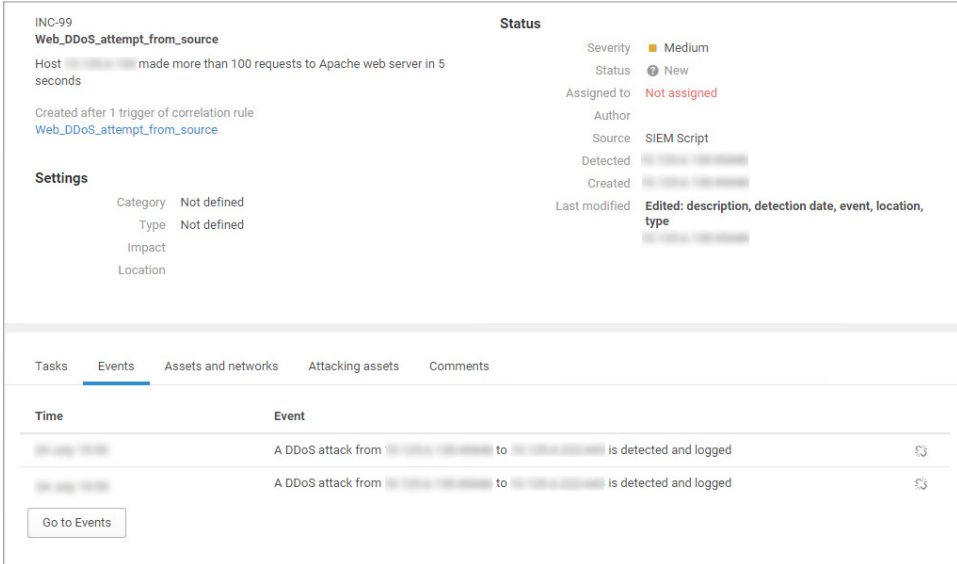 INC-99
Web_DDoS_attempt_from_source
Host made more than 100 requests to Apache web server in 5
seconds
Created after 1 trigger of correlation rule
Web_DDoS_attempt_from_source
Settings
Category Not defined
Type Not defined
Impact
Location
Status
Severity Medium
Status ? New
Assigned to Not assigned
Author
Source SIEM Script
Detected
Created
Last modified Edited: description, detection date, event, location,
type
Tasks Events Assets and networks Attacking assets Comments
Time Event
A DDoS attack from to is detected and logged
A DDoS attack from to is detected and logged
Go to Events